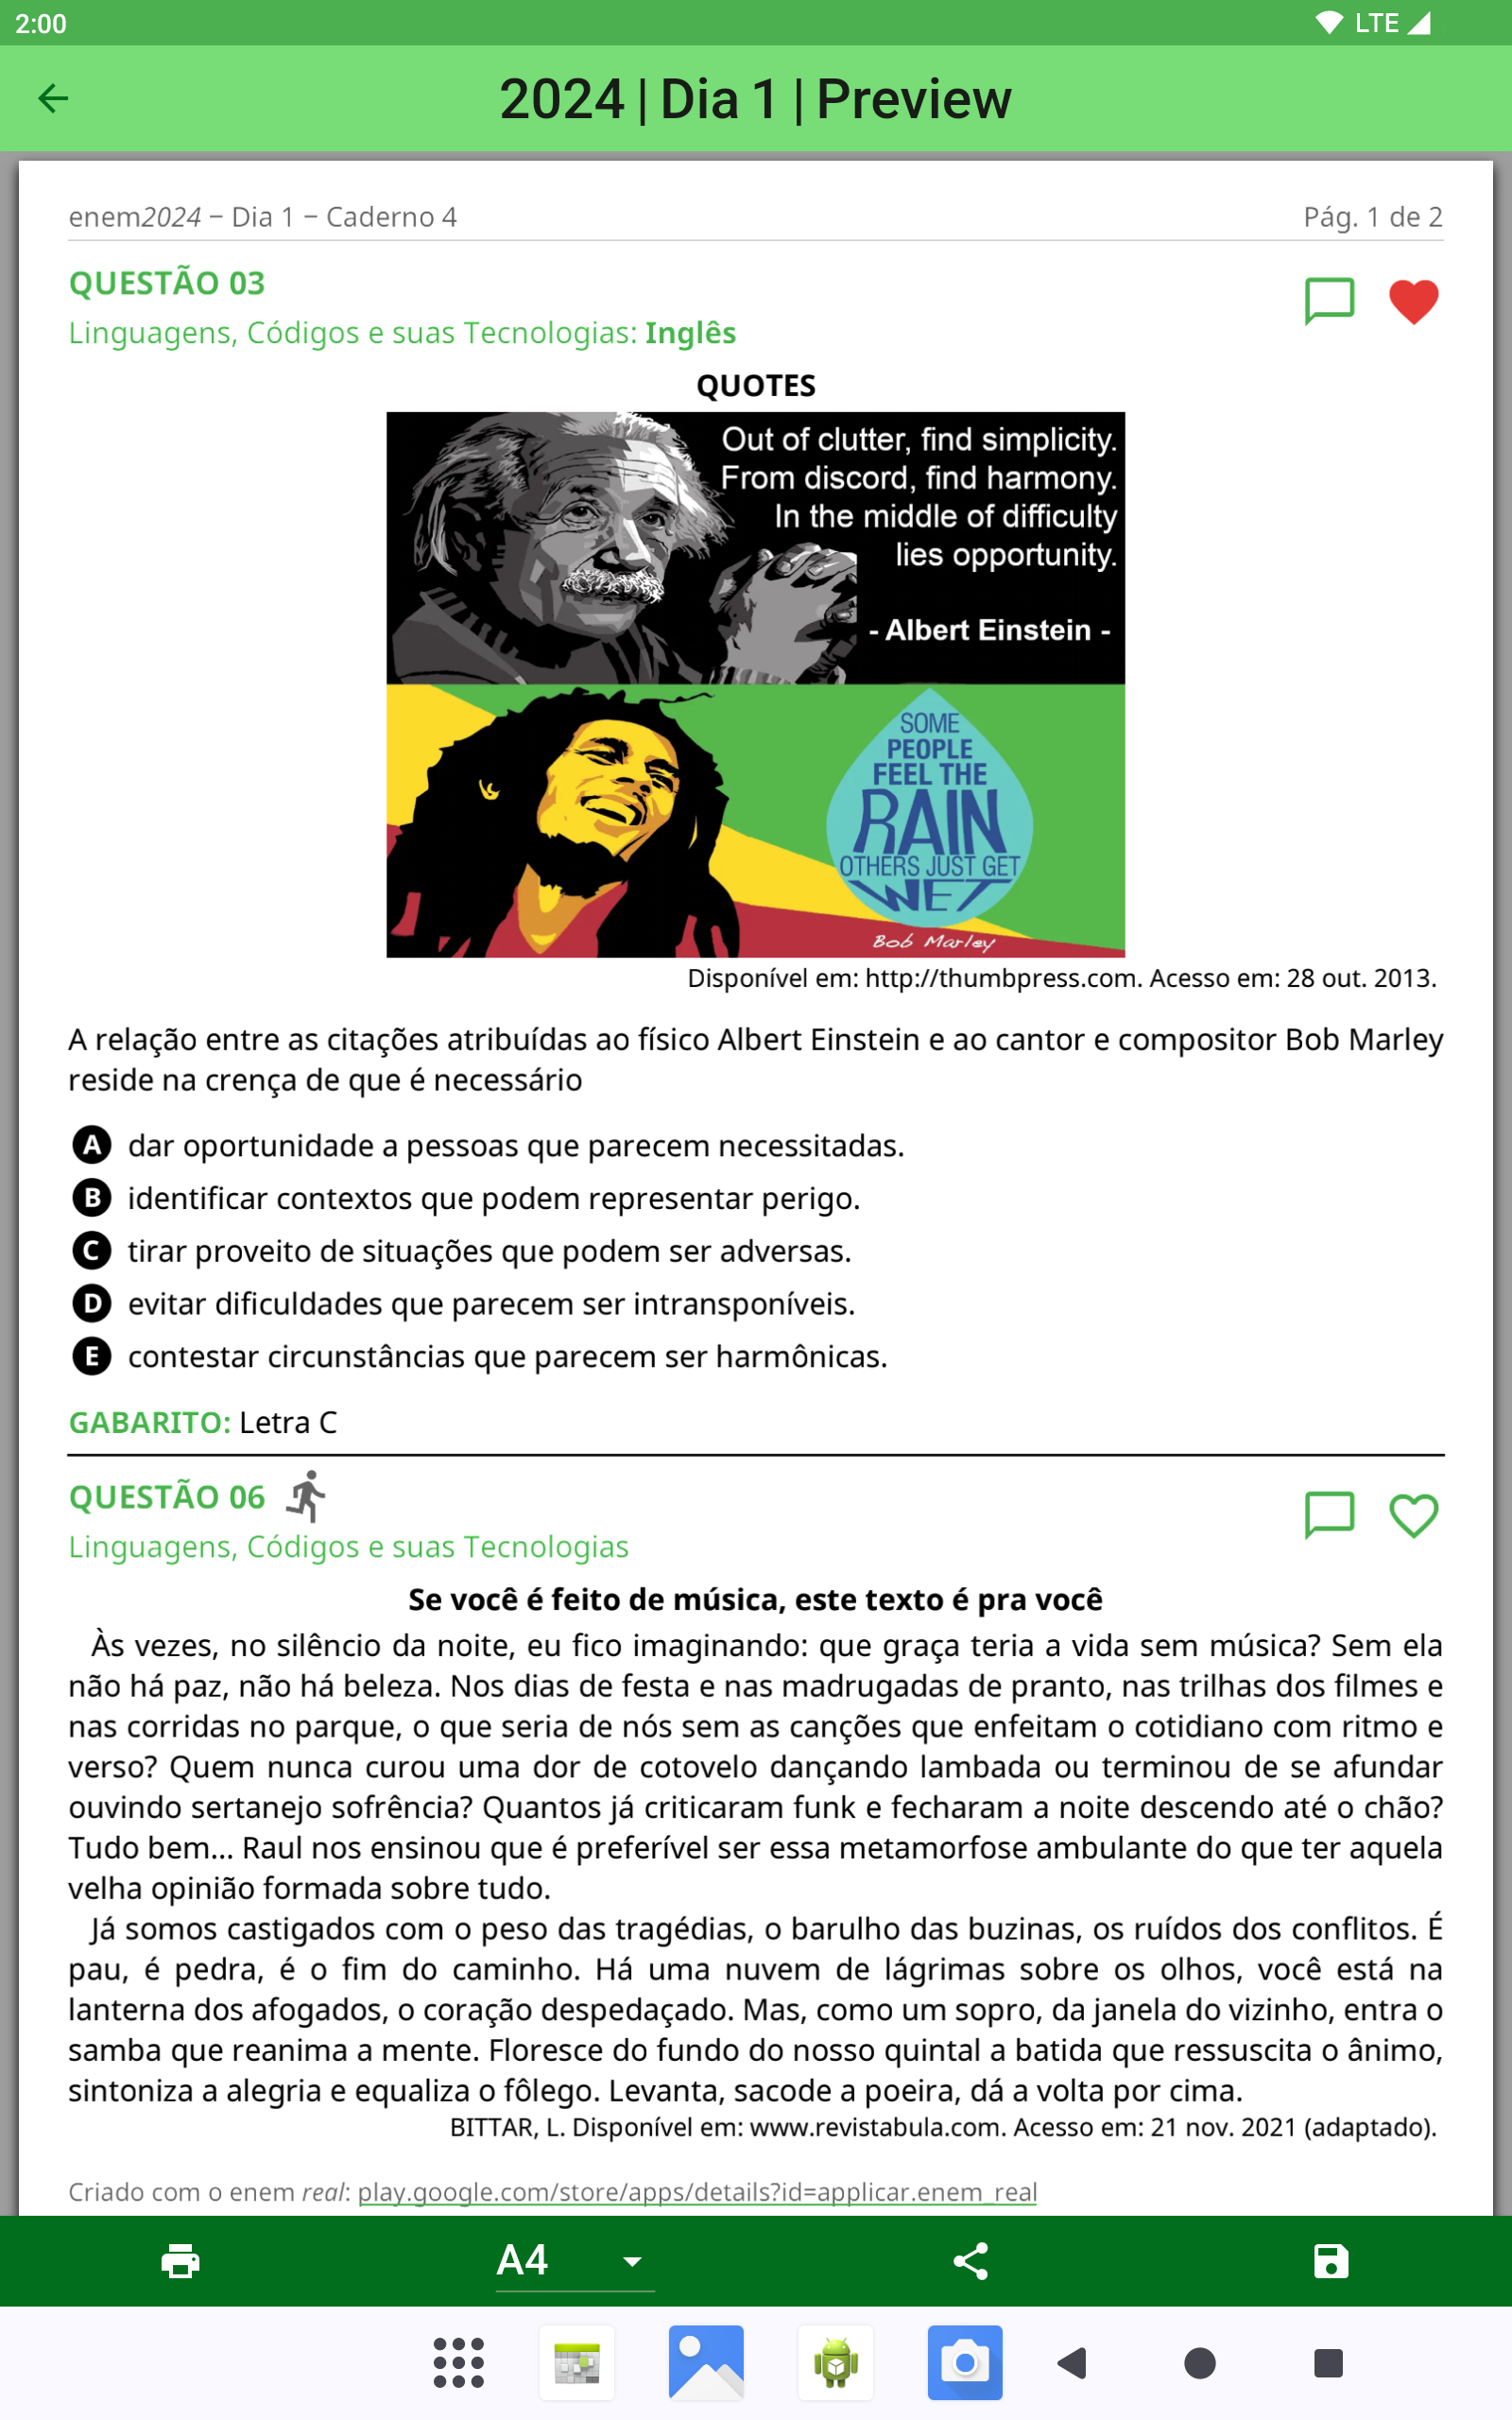 2:00
LTE
2024 | Dia 1 | Preview
enem2024 – Dia 1 – Caderno 4
Pág. 1 de 2
QUESTÃO 03
Linguagens, Códigos e suas Tecnologias: Inglês
QUOTES
Out of clutter, find simplicity.
From discord, find harmony.
In the middle of difficulty
lies opportunity.
- Albert Einstein -
SOME
PEOPLE
FEEL THE
RAIN
OTHERS JUST GET
WET
Bob Marley
Disponível em: http://thumbpress.com. Acesso em: 28 out. 2013.
A relação entre as citações atribuídas ao físico Albert Einstein e ao cantor e compositor Bob Marley
reside na crença de que é necessário
A dar oportunidade a pessoas que parecem necessitadas.
B identificar contextos que podem representar perigo.
C tirar proveito de situações que podem ser adversas.
D evitar dificuldades que parecem ser intransponíveis.
E contestar circunstâncias que parecem ser harmônicas.
GABARITO: Letra C
QUESTÃO 06
Linguagens, Códigos e suas Tecnologias
Se você é feito de música, este texto é pra você
Às vezes, no silêncio da noite, eu fico imaginando: que graça teria a vida sem música? Sem ela
não há paz, não há beleza. Nos dias de festa e nas madrugadas de pranto, nas trilhas dos filmes e
nas corridas no parque, o que seria de nós sem as canções que enfeitam o cotidiano com ritmo e
verso? Quem nunca curou uma dor de cotovelo dançando lambada ou terminou de se afundar
ouvindo sertanejo sofrência? Quantos já criticaram funk e fecharam a noite descendo até o chão?
Tudo bem... Raul nos ensinou que é preferível ser essa metamorfose ambulante do que ter aquela
velha opinião formada sobre tudo.
Já somos castigados com o peso das tragédias, o barulho das buzinas, os ruídos dos conflitos. É
pau, é pedra, é o fim do caminho. Há uma nuvem de lágrimas sobre os olhos, você está na
lanterna dos afogados, o coração despedaçado. Mas, como um sopro, da janela do vizinho, entra o
samba que reanima a mente. Floresce do fundo do nosso quintal a batida que ressuscita o ânimo,
sintoniza a alegria e equaliza o fôlego. Levanta, sacode a poeira, dá a volta por cima.
BITTAR, L. Disponível em: www.revistabula.com. Acesso em: 21 nov. 2021 (adaptado).
Criado com o enem real: play.google.com/store/apps/details?id=applicar.enem_real
A4